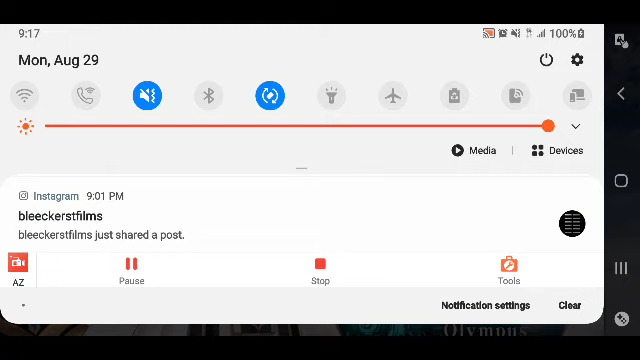 9:17
100%
Mon, Aug 29
Media
Devices
Instagram 9:01 PM
bleeckerstfilms
bleeckerstfilms just shared a post.
AZ
Pause
Stop
Tools
Notification settings
Clear
Olympus